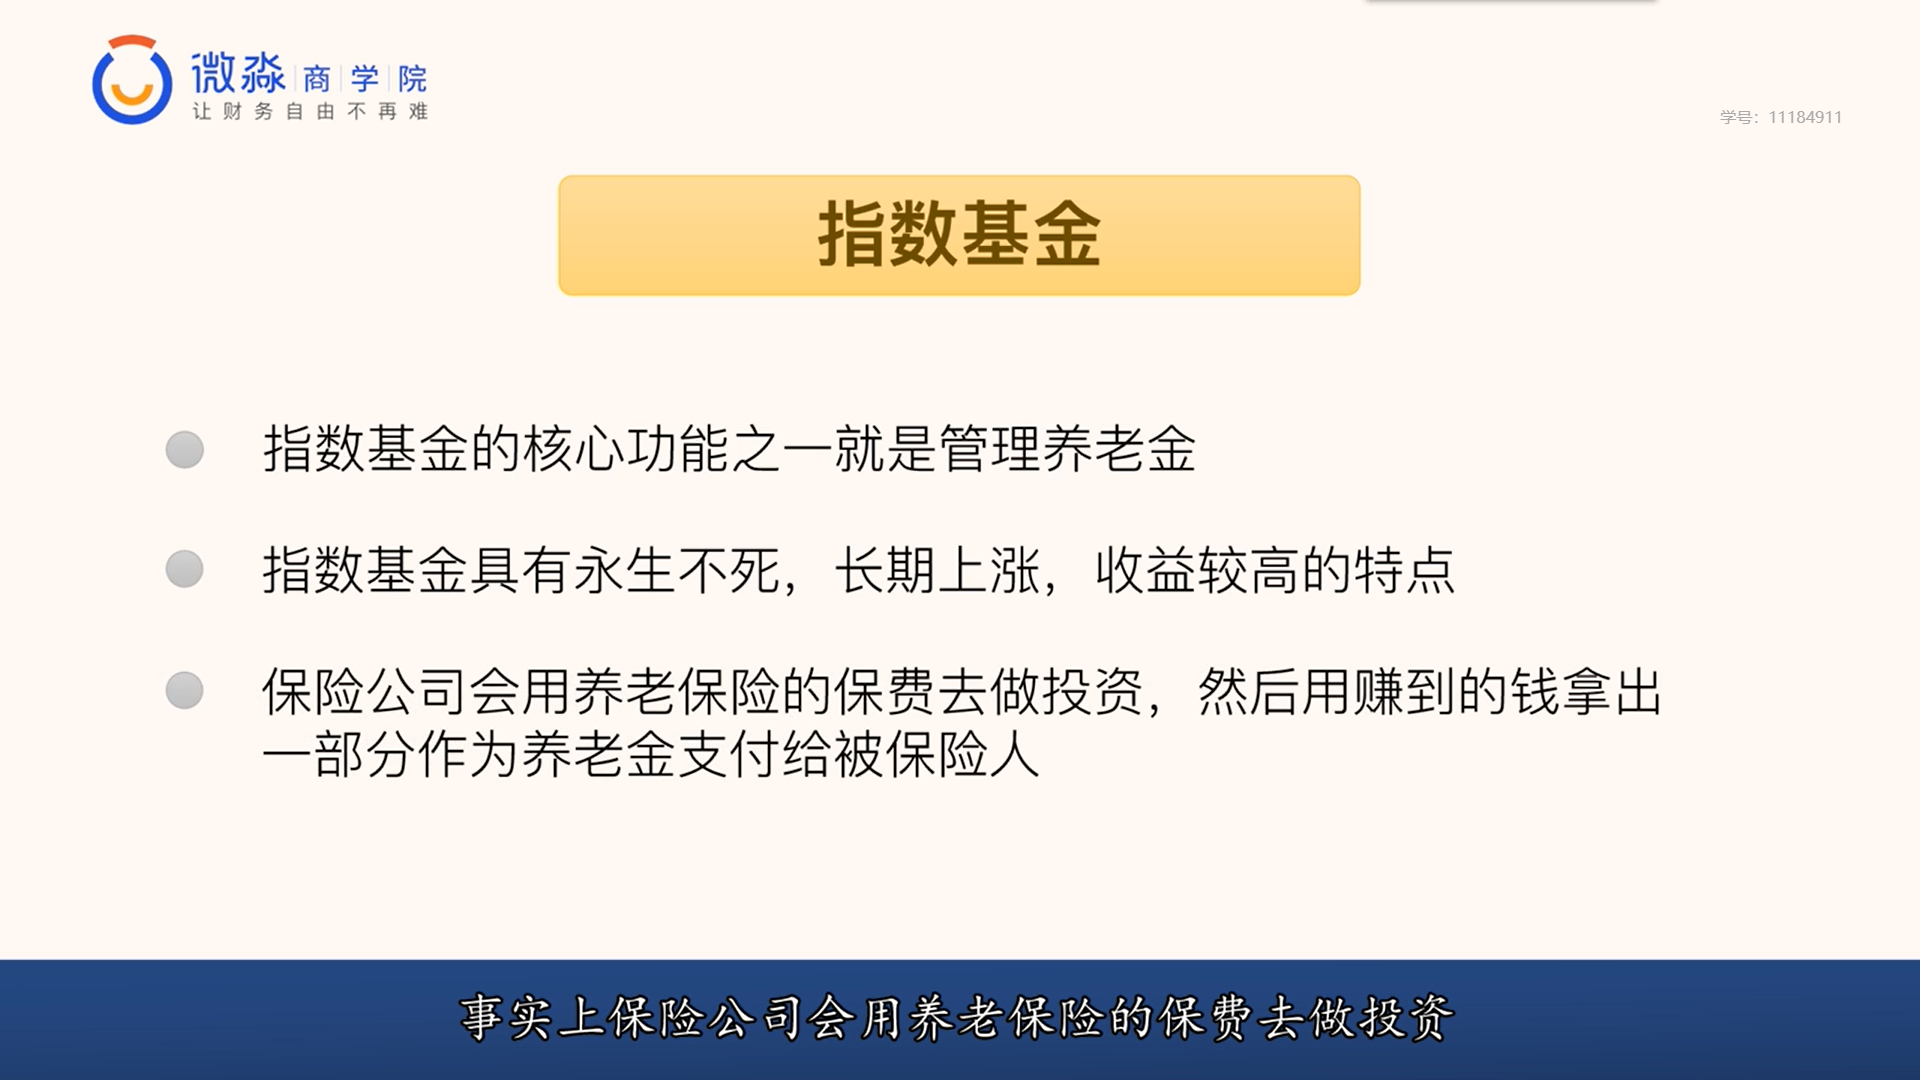 微淼商学院
让财务自由不再难
学号：11184911
指数基金
指数基金的核心功能之一就是管理养老金
指数基金具有永生不死，长期上涨，收益较高的特点
保险公司会用养老保险的保费去做投资，然后用赚到的钱拿出
一部分作为养老金支付给被保险人
事实上保险公司会用养老保险的保费去做投资